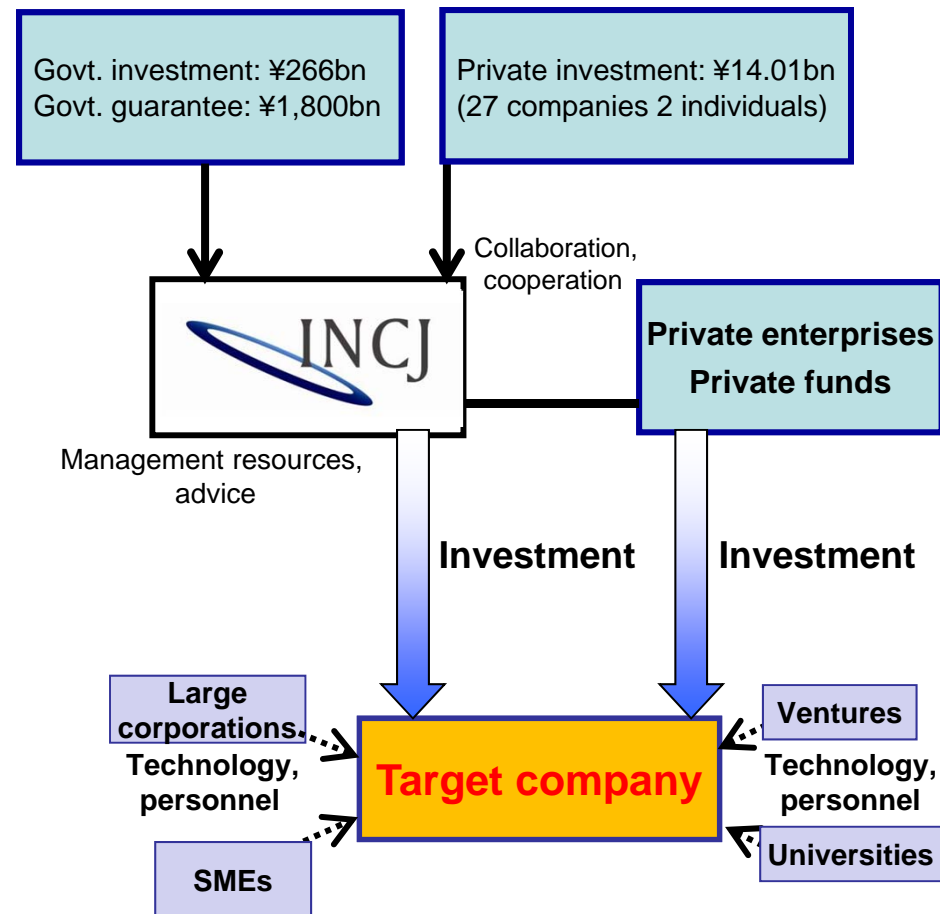 Govt. investment: ¥266bn
Govt. guarantee: ¥1,800bn
Private investment: ¥14.01bn
(27 companies 2 individuals)
Collaboration,
cooperation
INCJ
Private enterprises
Private funds
Management resources,
advice
Investment
Investment
Large
corporations
Technology,
personnel
SMEs
Target company
Ventures
Technology,
personnel
Universities